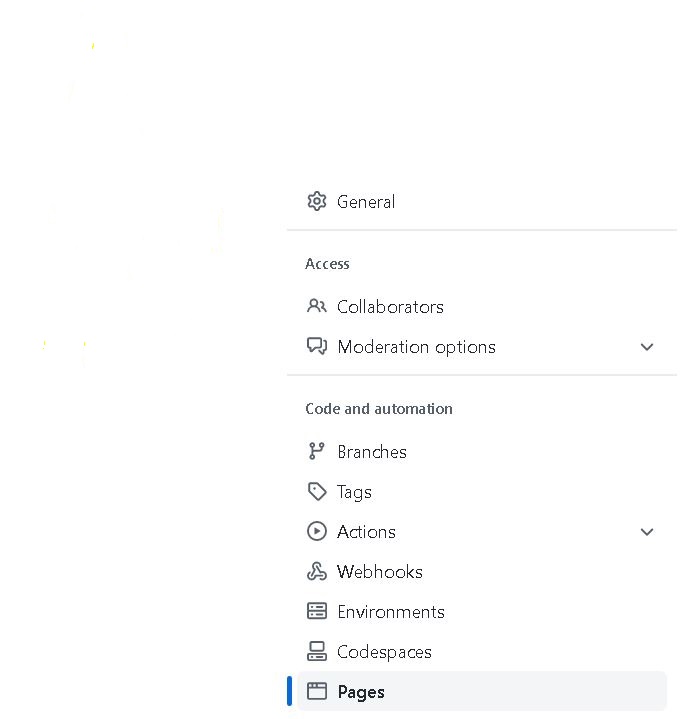 General
Access
Collaborators
Moderation options
Code and automation
Branches
Tags
Actions
Webhooks
Environments
Codespaces
Pages